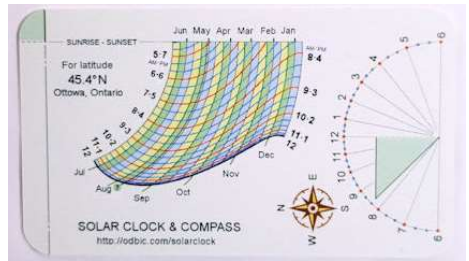 Jun May Apr Mar Feb Jan
SUNRISE - SUNSET
AM - PM
5-7
AM - PM
8-4
6-6
7-5
8-4
9-3
10-2
11-1
12
9-3
10-2
11-1
12
For latitude
45.4°N
Ottowa, Ontario
Jul
Aug
Sep
Oct
Nov
Dec
6
5
4
3
2
1
12
11
10
9
8
7
6
N
E
S
W
SOLAR CLOCK & COMPASS
http://odbic.com/solarclock